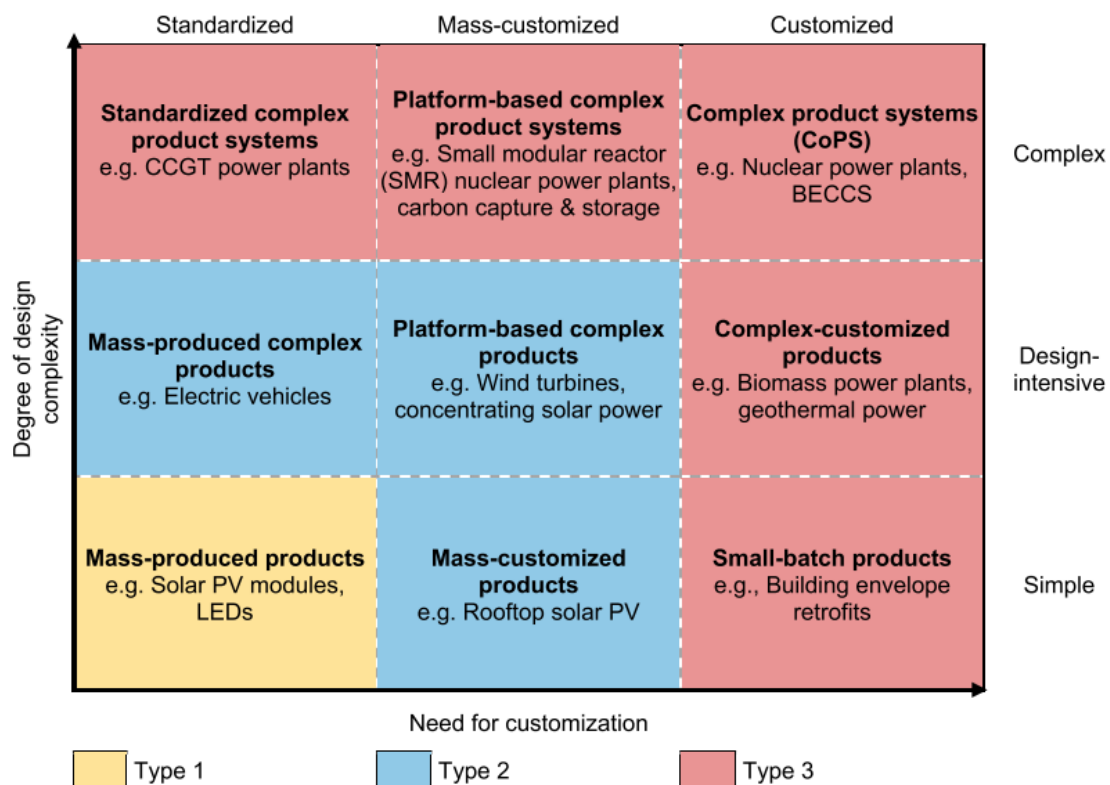 Standardized
Mass-customized
Customized
Standardized complex
product systems
e.g. CCGT power plants
Platform-based complex
product systems
e.g. Small modular reactor
(SMR) nuclear power plants,
carbon capture & storage
Complex product systems
(CoPS)
e.g. Nuclear power plants,
BECCS
Complex
Degree of design
complexity
Mass-produced complex
products
e.g. Electric vehicles
Platform-based complex
products
e.g. Wind turbines,
concentrating solar power
Complex-customized
products
e.g. Biomass power plants,
geothermal power
Design-
intensive
Mass-produced products
e.g. Solar PV modules,
LEDs
Mass-customized
products
e.g. Rooftop solar PV
Small-batch products
e.g., Building envelope
retrofits
Simple
Need for customization
Type 1
Type 2
Type 3